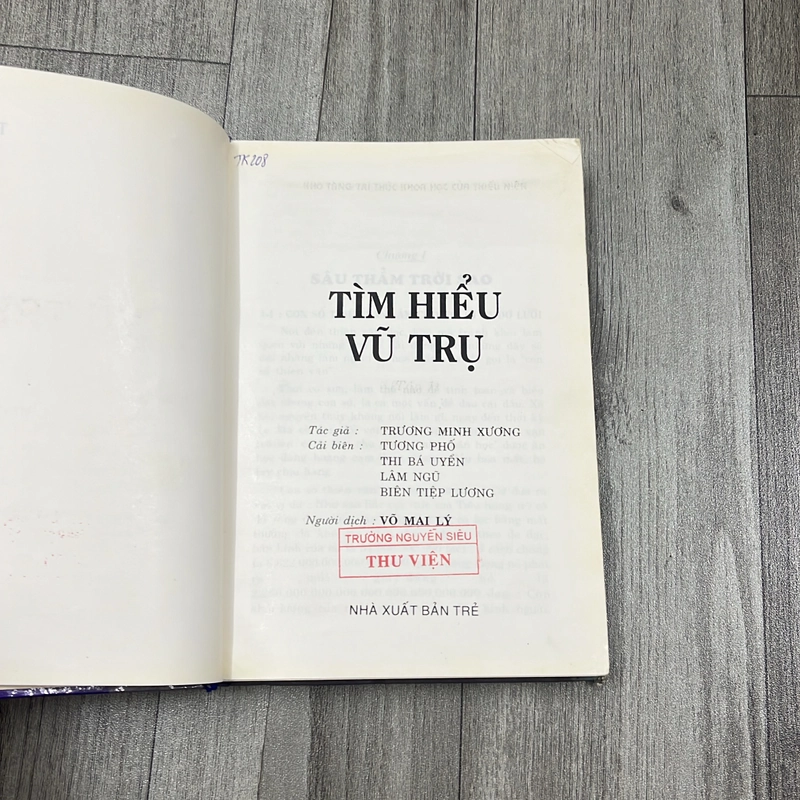 TK208
TÌM HIỂU
VŨ TRỤ
Tác giả : TRƯƠNG MINH XƯƠNG
Cải biên : TƯƠNG PHỐ
THI BÁ UYỂN
LÂM NGŨ
BIÊN TIỆP LƯƠNG
Người dịch : VÕ MAI LÝ
TRƯỜNG NGUYỄN SIÊU
THƯ VIỆN
NHÀ XUẤT BẢN TRẺ